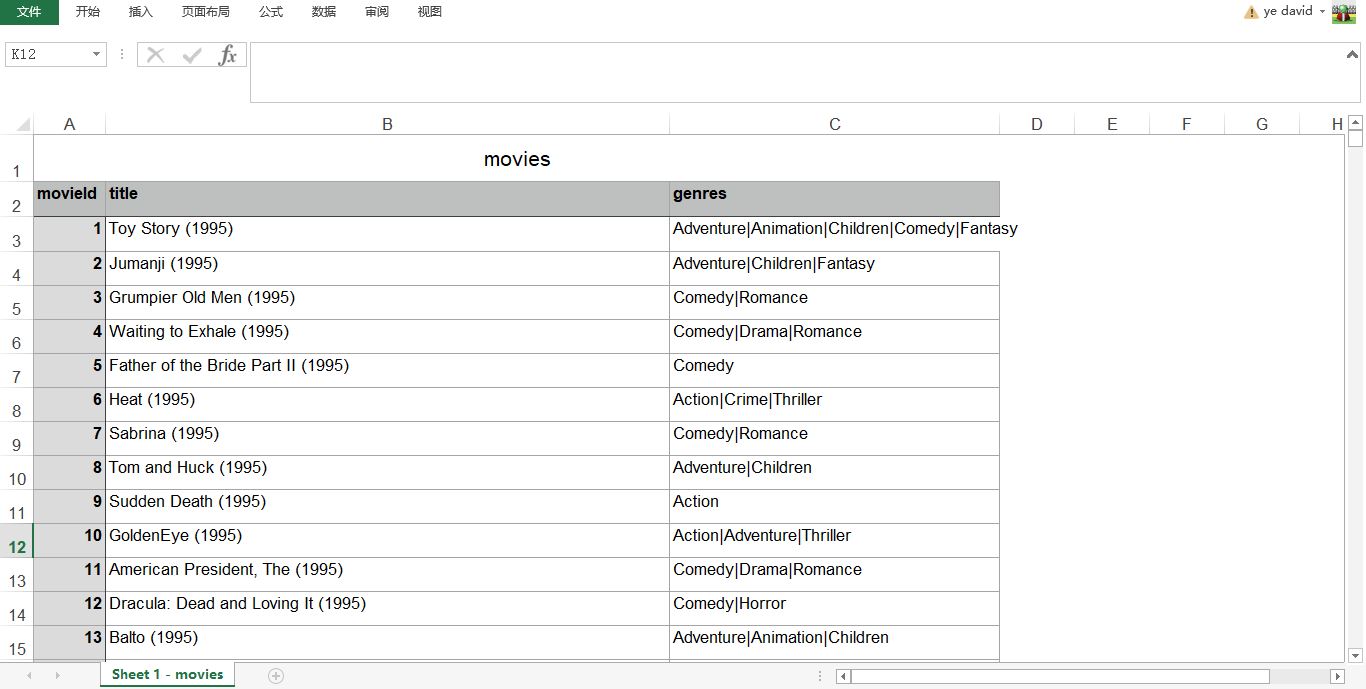 文件 开始 插入 页面布局 公式 数据 审阅 视图 ye david
K12 fx
A B C D E F G H
1 movies
2 movieId title genres
3 1 Toy Story (1995) Adventure|Animation|Children|Comedy|Fantasy
4 2 Jumanji (1995) Adventure|Children|Fantasy
5 3 Grumpier Old Men (1995) Comedy|Romance
6 4 Waiting to Exhale (1995) Comedy|Drama|Romance
7 5 Father of the Bride Part II (1995) Comedy
8 6 Heat (1995) Action|Crime|Thriller
9 7 Sabrina (1995) Comedy|Romance
10 8 Tom and Huck (1995) Adventure|Children
11 9 Sudden Death (1995) Action
12 10 GoldenEye (1995) Action|Adventure|Thriller
13 11 American President, The (1995) Comedy|Drama|Romance
14 12 Dracula: Dead and Loving It (1995) Comedy|Horror
15 13 Balto (1995) Adventure|Animation|Children
Sheet 1 - movies